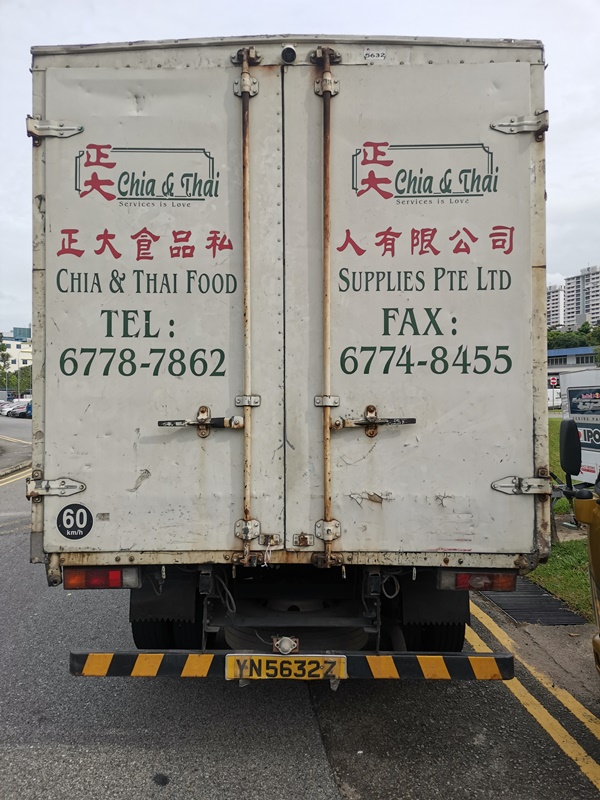 5632
正大
Chia & Thai
Services is Love
正大
Chia & Thai
Services is Love
正大食品私人有限公司
CHIA & THAI FOOD SUPPLIES PTE LTD
TEL: FAX:
6778-7862 6774-8455
60
km/h
YN5632Z
IPO